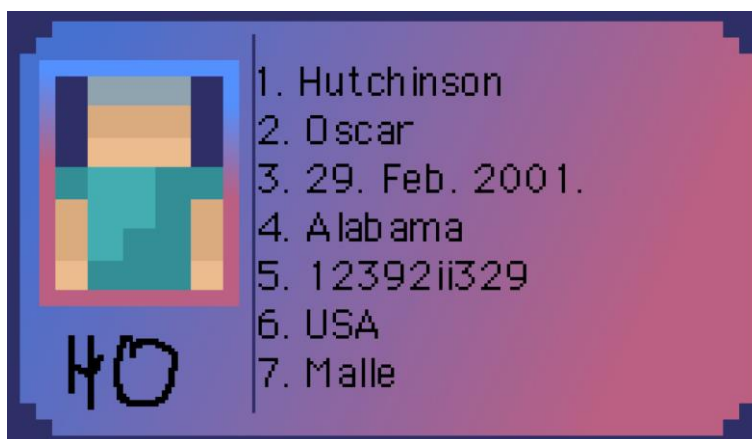 1. Hutchinson
2. Oscar
3. 29. Feb. 2001.
4. Alabama
5. 12392ii329
6. USA
7. Malle
HO